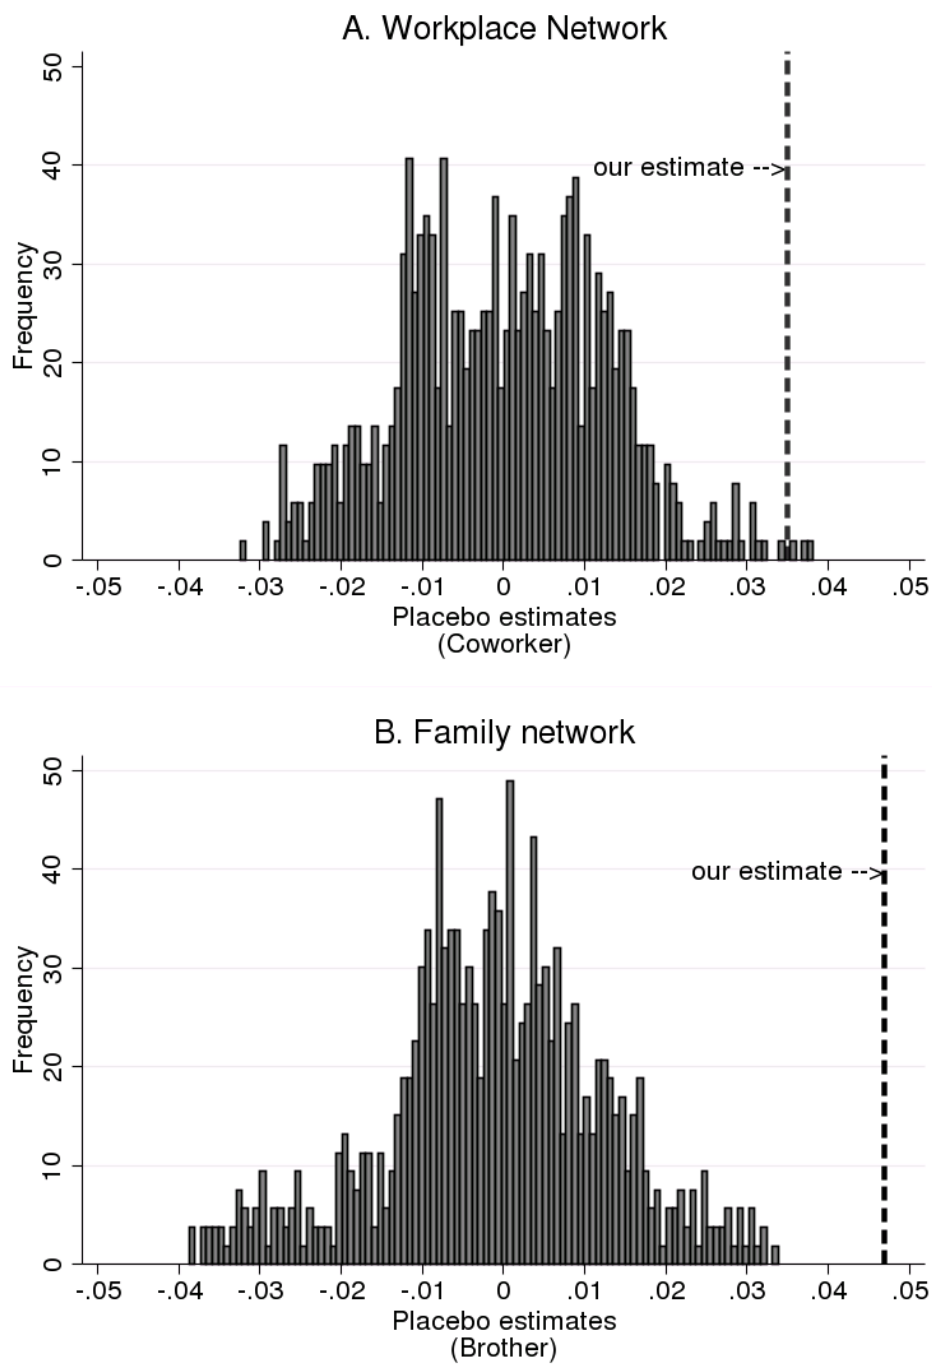 A. Workplace Network
50
40
30
20
10
0
Frequency
our estimate -->
-.05 -.04 -.03 -.02 -.01 0 .01 .02 .03 .04 .05
Placebo estimates
(Coworker)
B. Family network
50
40
30
20
10
0
Frequency
our estimate -->
-.05 -.04 -.03 -.02 -.01 0 .01 .02 .03 .04 .05
Placebo estimates
(Brother)